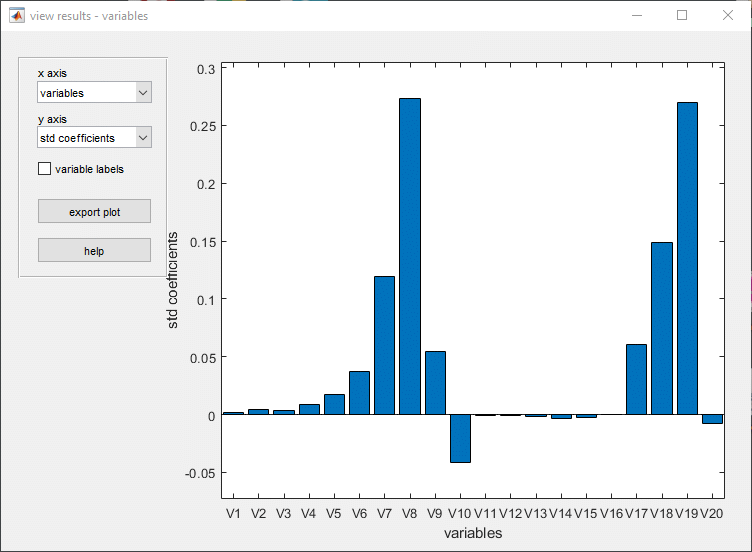 view results - variables
x axis
variables
y axis
std coefficients
variable labels
export plot
help
std coefficients
0.3
0.25
0.2
0.15
0.1
0.05
0
-0.05
V1 V2 V3 V4 V5 V6 V7 V8 V9 V10 V11 V12 V13 V14 V15 V16 V17 V18 V19 V20
variables